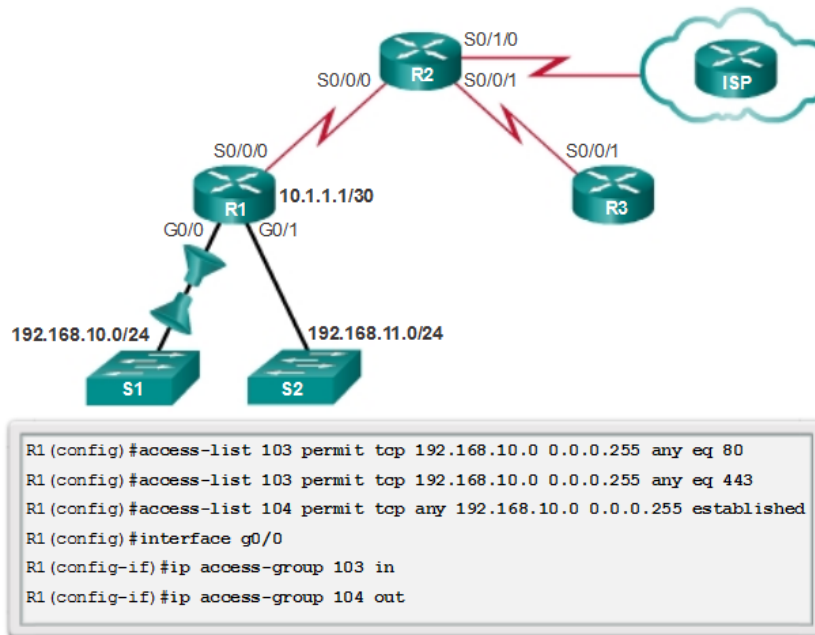 S0/1/0
S0/0/0
R2
S0/0/1
ISP
S0/0/0
S0/0/1
R1
10.1.1.1/30
R3
G0/0
G0/1
192.168.10.0/24
192.168.11.0/24
S1
S2
R1(config)#access-list 103 permit tcp 192.168.10.0 0.0.0.255 any eq 80
R1(config)#access-list 103 permit tcp 192.168.10.0 0.0.0.255 any eq 443
R1(config)#access-list 104 permit tcp any 192.168.10.0 0.0.0.255 established
R1(config)#interface g0/0
R1(config-if)#ip access-group 103 in
R1(config-if)#ip access-group 104 out